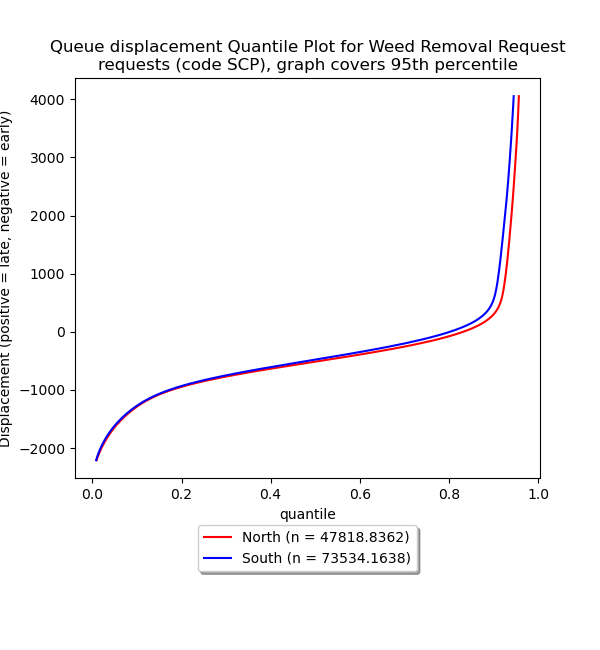 Queue displacement Quantile Plot for Weed Removal Request
requests (code SCP), graph covers 95th percentile
Displacement (positive = late, negative = early)
4000
3000
2000
1000
0
−1000
−2000
0.0 0.2 0.4 0.6 0.8 1.0
quantile
North (n = 47818.8362)
South (n = 73534.1638)